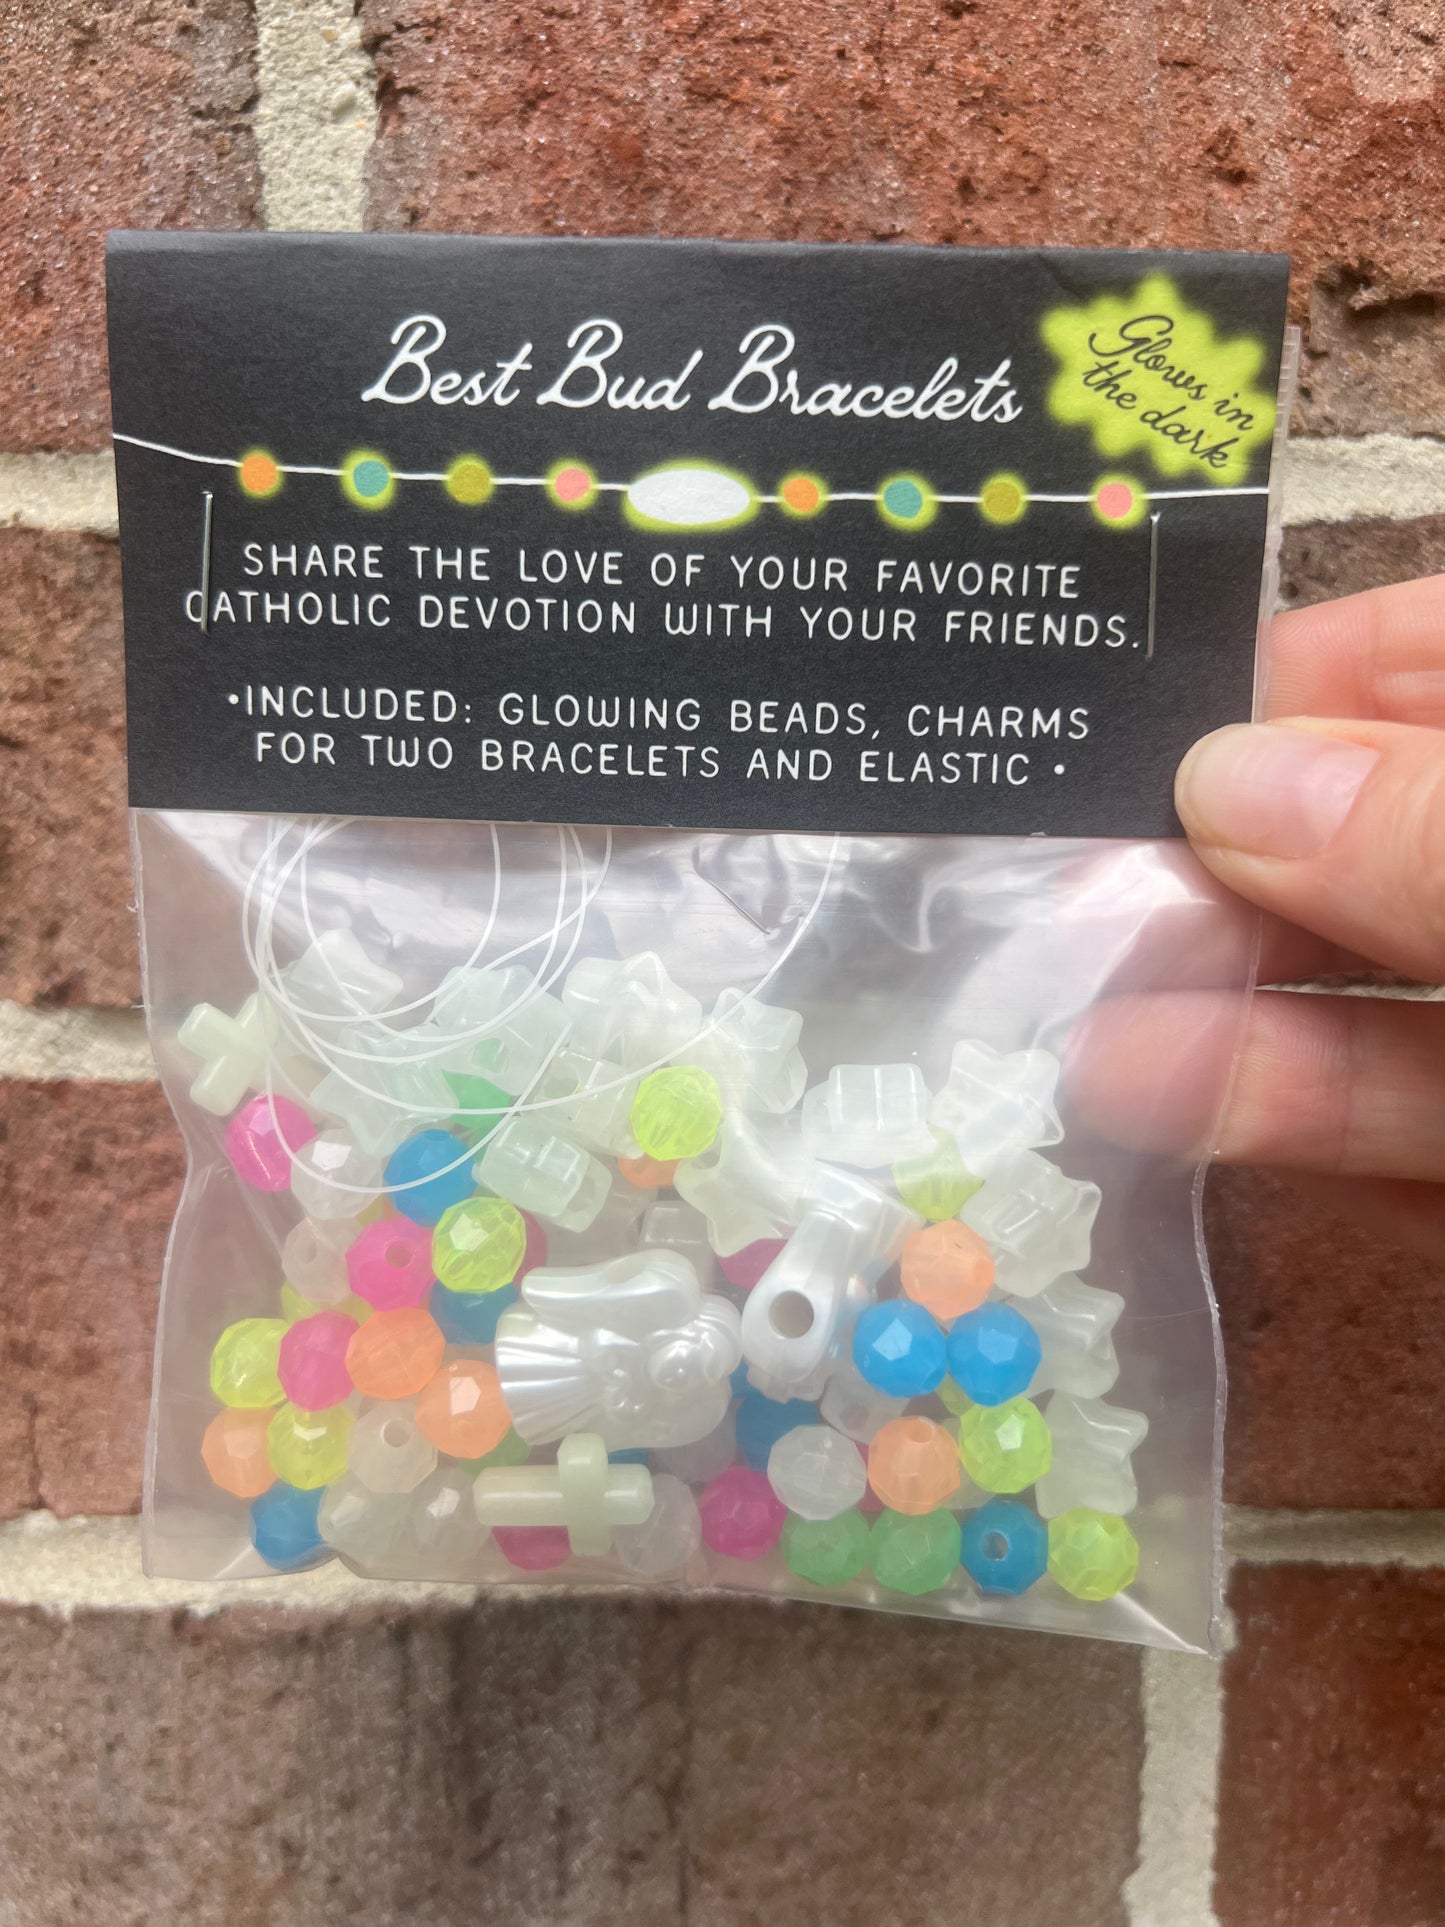 Best Bud Bracelets
Glows in
the dark
SHARE THE LOVE OF YOUR FAVORITE
CATHOLIC DEVOTION WITH YOUR FRIENDS.
•INCLUDED: GLOWING BEADS, CHARMS
FOR TWO BRACELETS AND ELASTIC •